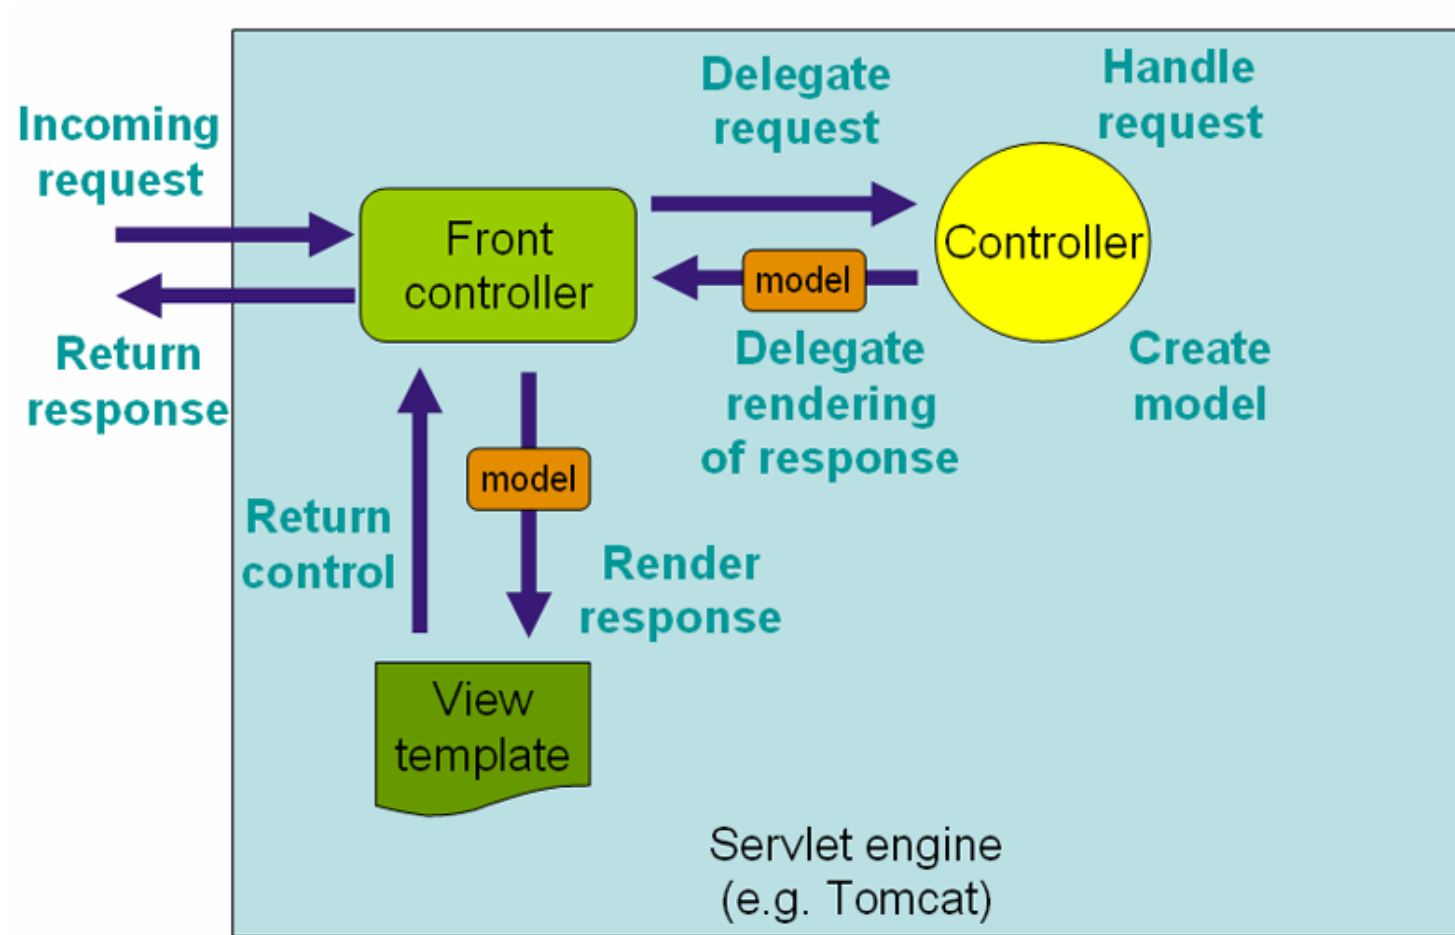 Incoming
request
Return
response
Front
controller
Delegate
request
Handle
request
Controller
model
Delegate
rendering
of response
Create
model
model
Return
control
Render
response
View
template
Servlet engine
(e.g. Tomcat)